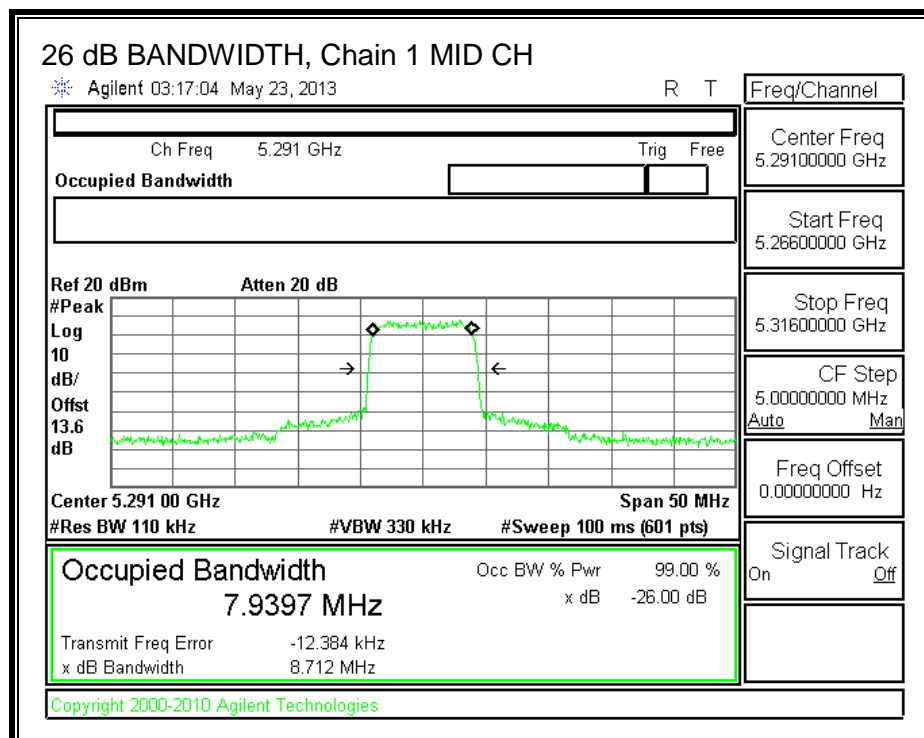 26 dB BANDWIDTH, Chain 1 MID CH
Agilent 03:17:04 May 23, 2013 R T
Freq/Channel
Ch Freq 5.291 GHz Trig Free
Occupied Bandwidth
Center Freq
5.29100000 GHz
Start Freq
5.26600000 GHz
Stop Freq
5.31600000 GHz
CF Step
5.00000000 MHz
Auto Man
Freq Offset
0.00000000 Hz
Signal Track
On Off
Ref 20 dBm Atten 20 dB
#Peak
Log
10
dB/
Offst
13.6
dB
Center 5.291 00 GHz Span 50 MHz
#Res BW 110 kHz #VBW 330 kHz #Sweep 100 ms (601 pts)
Occupied Bandwidth Occ BW % Pwr 99.00 %
7.9397 MHz x dB -26.00 dB
Transmit Freq Error -12.384 kHz
x dB Bandwidth 8.712 MHz
Copyright 2000-2010 Agilent Technologies